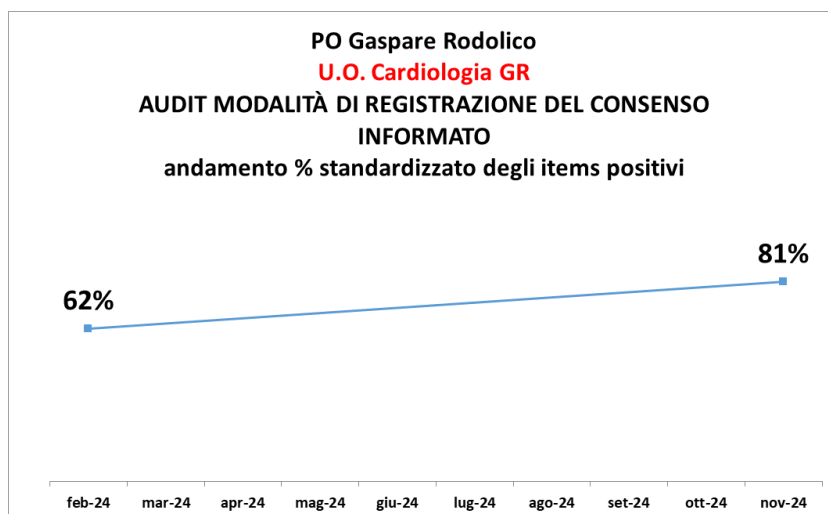 PO Gaspare Rodolico
U.O. Cardiologia GR
AUDIT MODALITÀ DI REGISTRAZIONE DEL CONSENSO
INFORMATO
andamento % standardizzato degli items positivi
81%
62%
feb-24 mar-24 apr-24 mag-24 giu-24 lug-24 ago-24 set-24 ott-24 nov-24